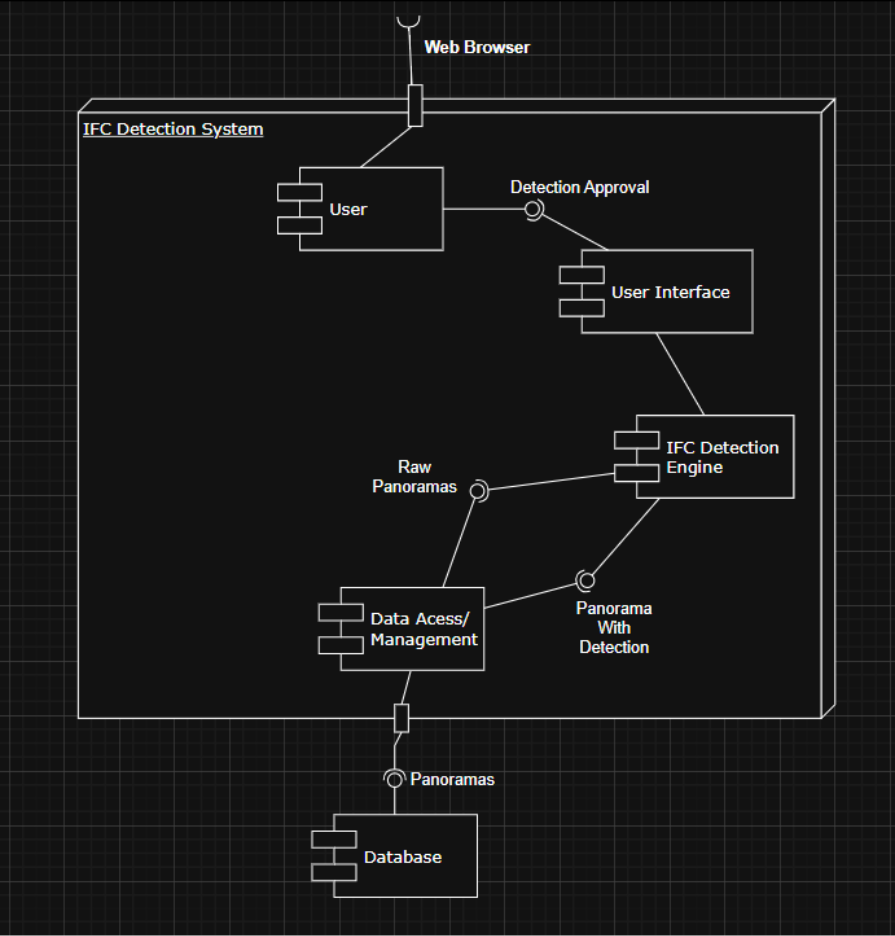 Web Browser
IFC Detection System
Detection Approval
User
User Interface
IFC Detection
Engine
Raw
Panoramas
Data Acess/
Management
Panorama
With
Detection
Panoramas
Database